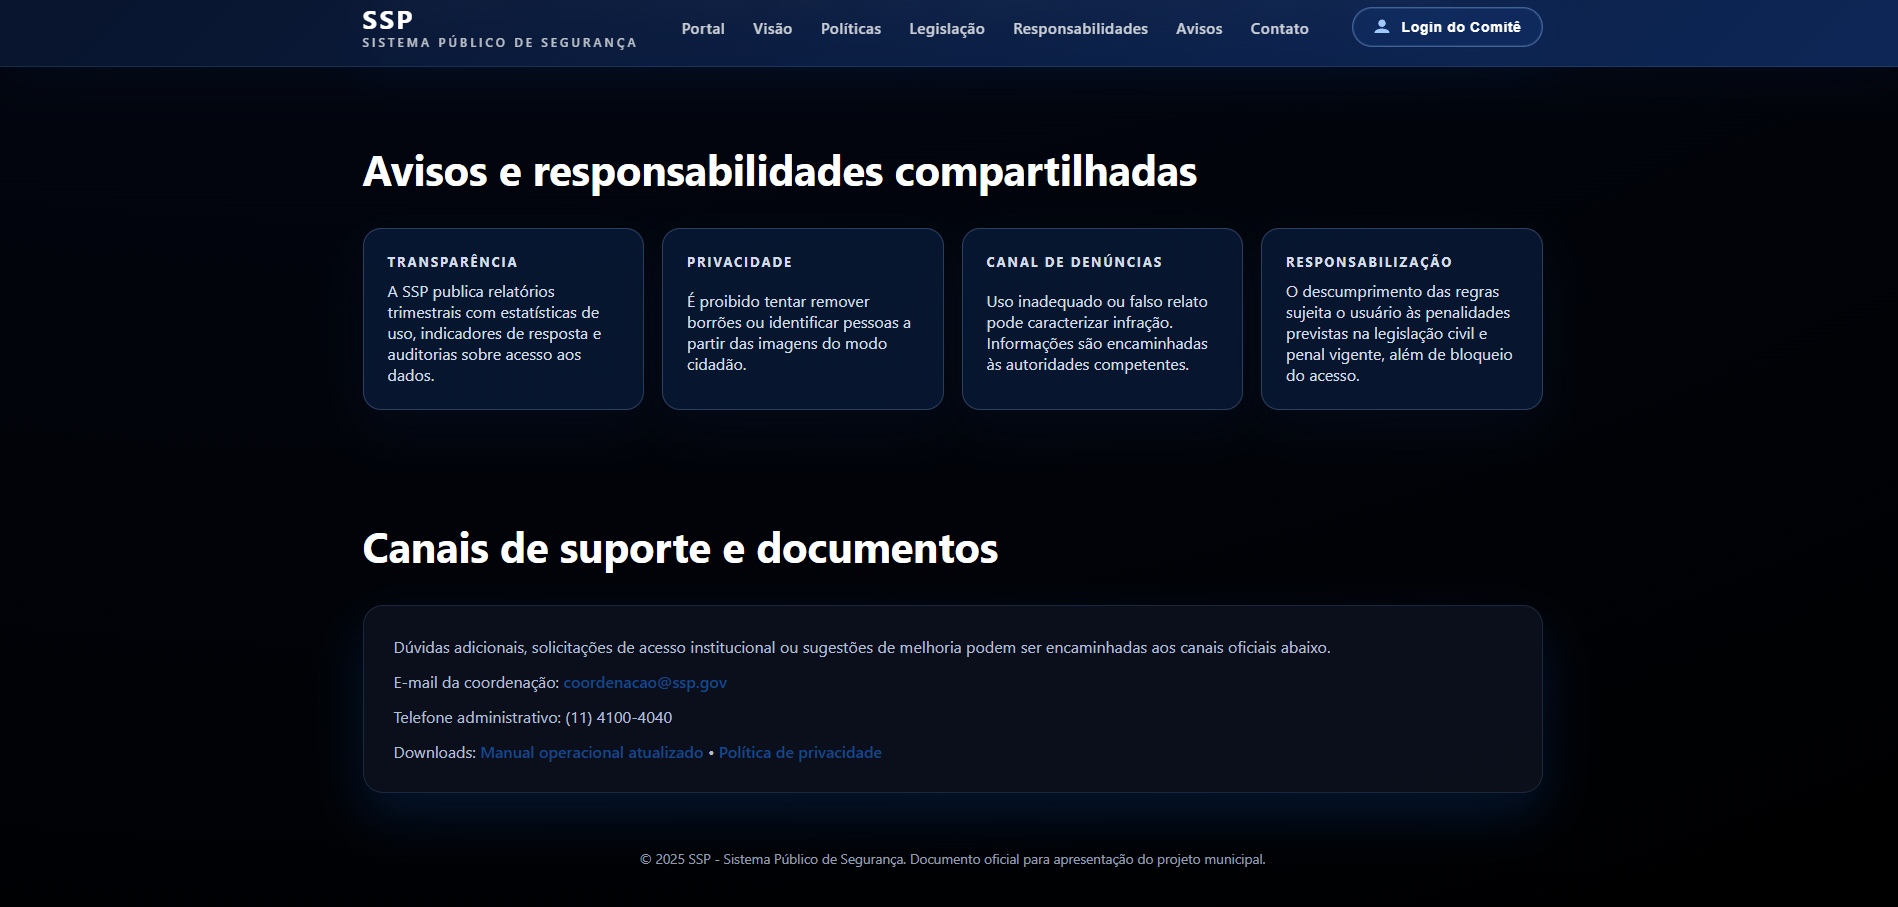 SSP
SISTEMA PÚBLICO DE SEGURANÇA
Portal Visão Políticas Legislação Responsabilidades Avisos Contato Login do Comitê
Avisos e responsabilidades compartilhadas
TRANSPARÊNCIA
A SSP publica relatórios
trimestrais com estatísticas de
uso, indicadores de resposta e
auditorias sobre acesso aos
dados.
PRIVACIDADE
É proibido tentar remover
borrões ou identificar pessoas a
partir das imagens do modo
cidadão.
CANAL DE DENÚNCIAS
Uso inadequado ou falso relato
pode caracterizar infração.
Informações são encaminhadas
às autoridades competentes.
RESPONSABILIZAÇÃO
O descumprimento das regras
sujeita o usuário às penalidades
previstas na legislação civil e
penal vigente, além de bloqueio
do acesso.
Canais de suporte e documentos
Dúvidas adicionais, solicitações de acesso institucional ou sugestões de melhoria podem ser encaminhadas aos canais oficiais abaixo.
E-mail da coordenação: coordenacao@ssp.gov
Telefone administrativo: (11) 4100-4040
Downloads: Manual operacional atualizado • Política de privacidade
© 2025 SSP - Sistema Público de Segurança. Documento oficial para apresentação do projeto municipal.